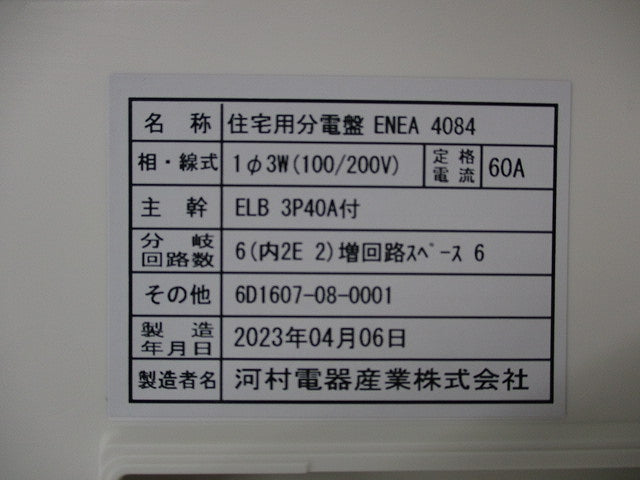 名 称 住宅用分電盤 ENEA 4084
相・線式 1φ3W(100/200V) 定格電流 60A
主 幹 ELB 3P40A付
分岐回路数 6(内2E 2)増回路ｽﾍﾟｰｽ 6
その他 6D1607-08-0001
製造年月日 2023年04月06日
製造者名 河村電器産業株式会社